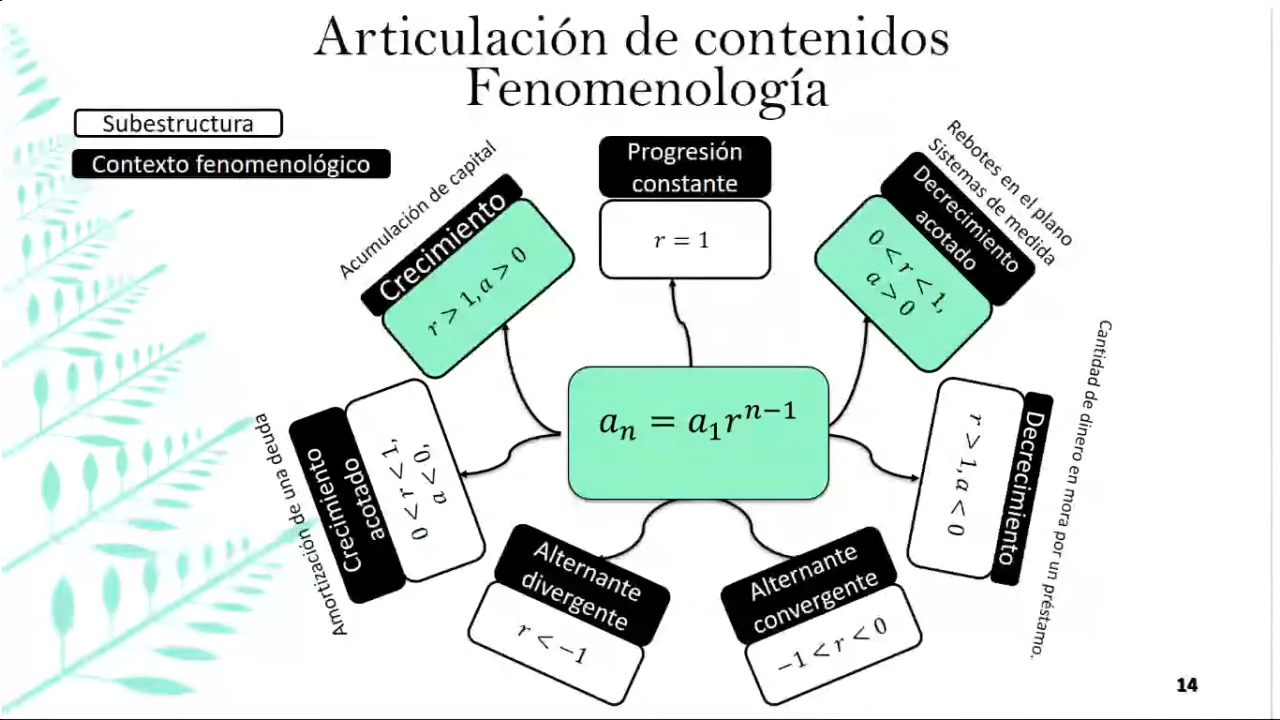 Articulación de contenidos
Fenomenología
Subestructura
Contexto fenomenológico
Acumulación de capital
Crecimiento
r > 1, a > 0
Progresión
constante
r = 1
Rebotes en el plano
Sistemas de medida
Decrecimiento
acotado
0 < r < 1,
a > 0
aₙ = a₁rⁿ⁻¹
Amortización de una deuda
Crecimiento
acotado
0 < r < 1,
a < 0,
Cantidad de dinero en mora por un préstamo.
Decrecimiento
r > 1, a < 0
Alternante
divergente
r < −1
Alternante
convergente
−1 < r < 0
14